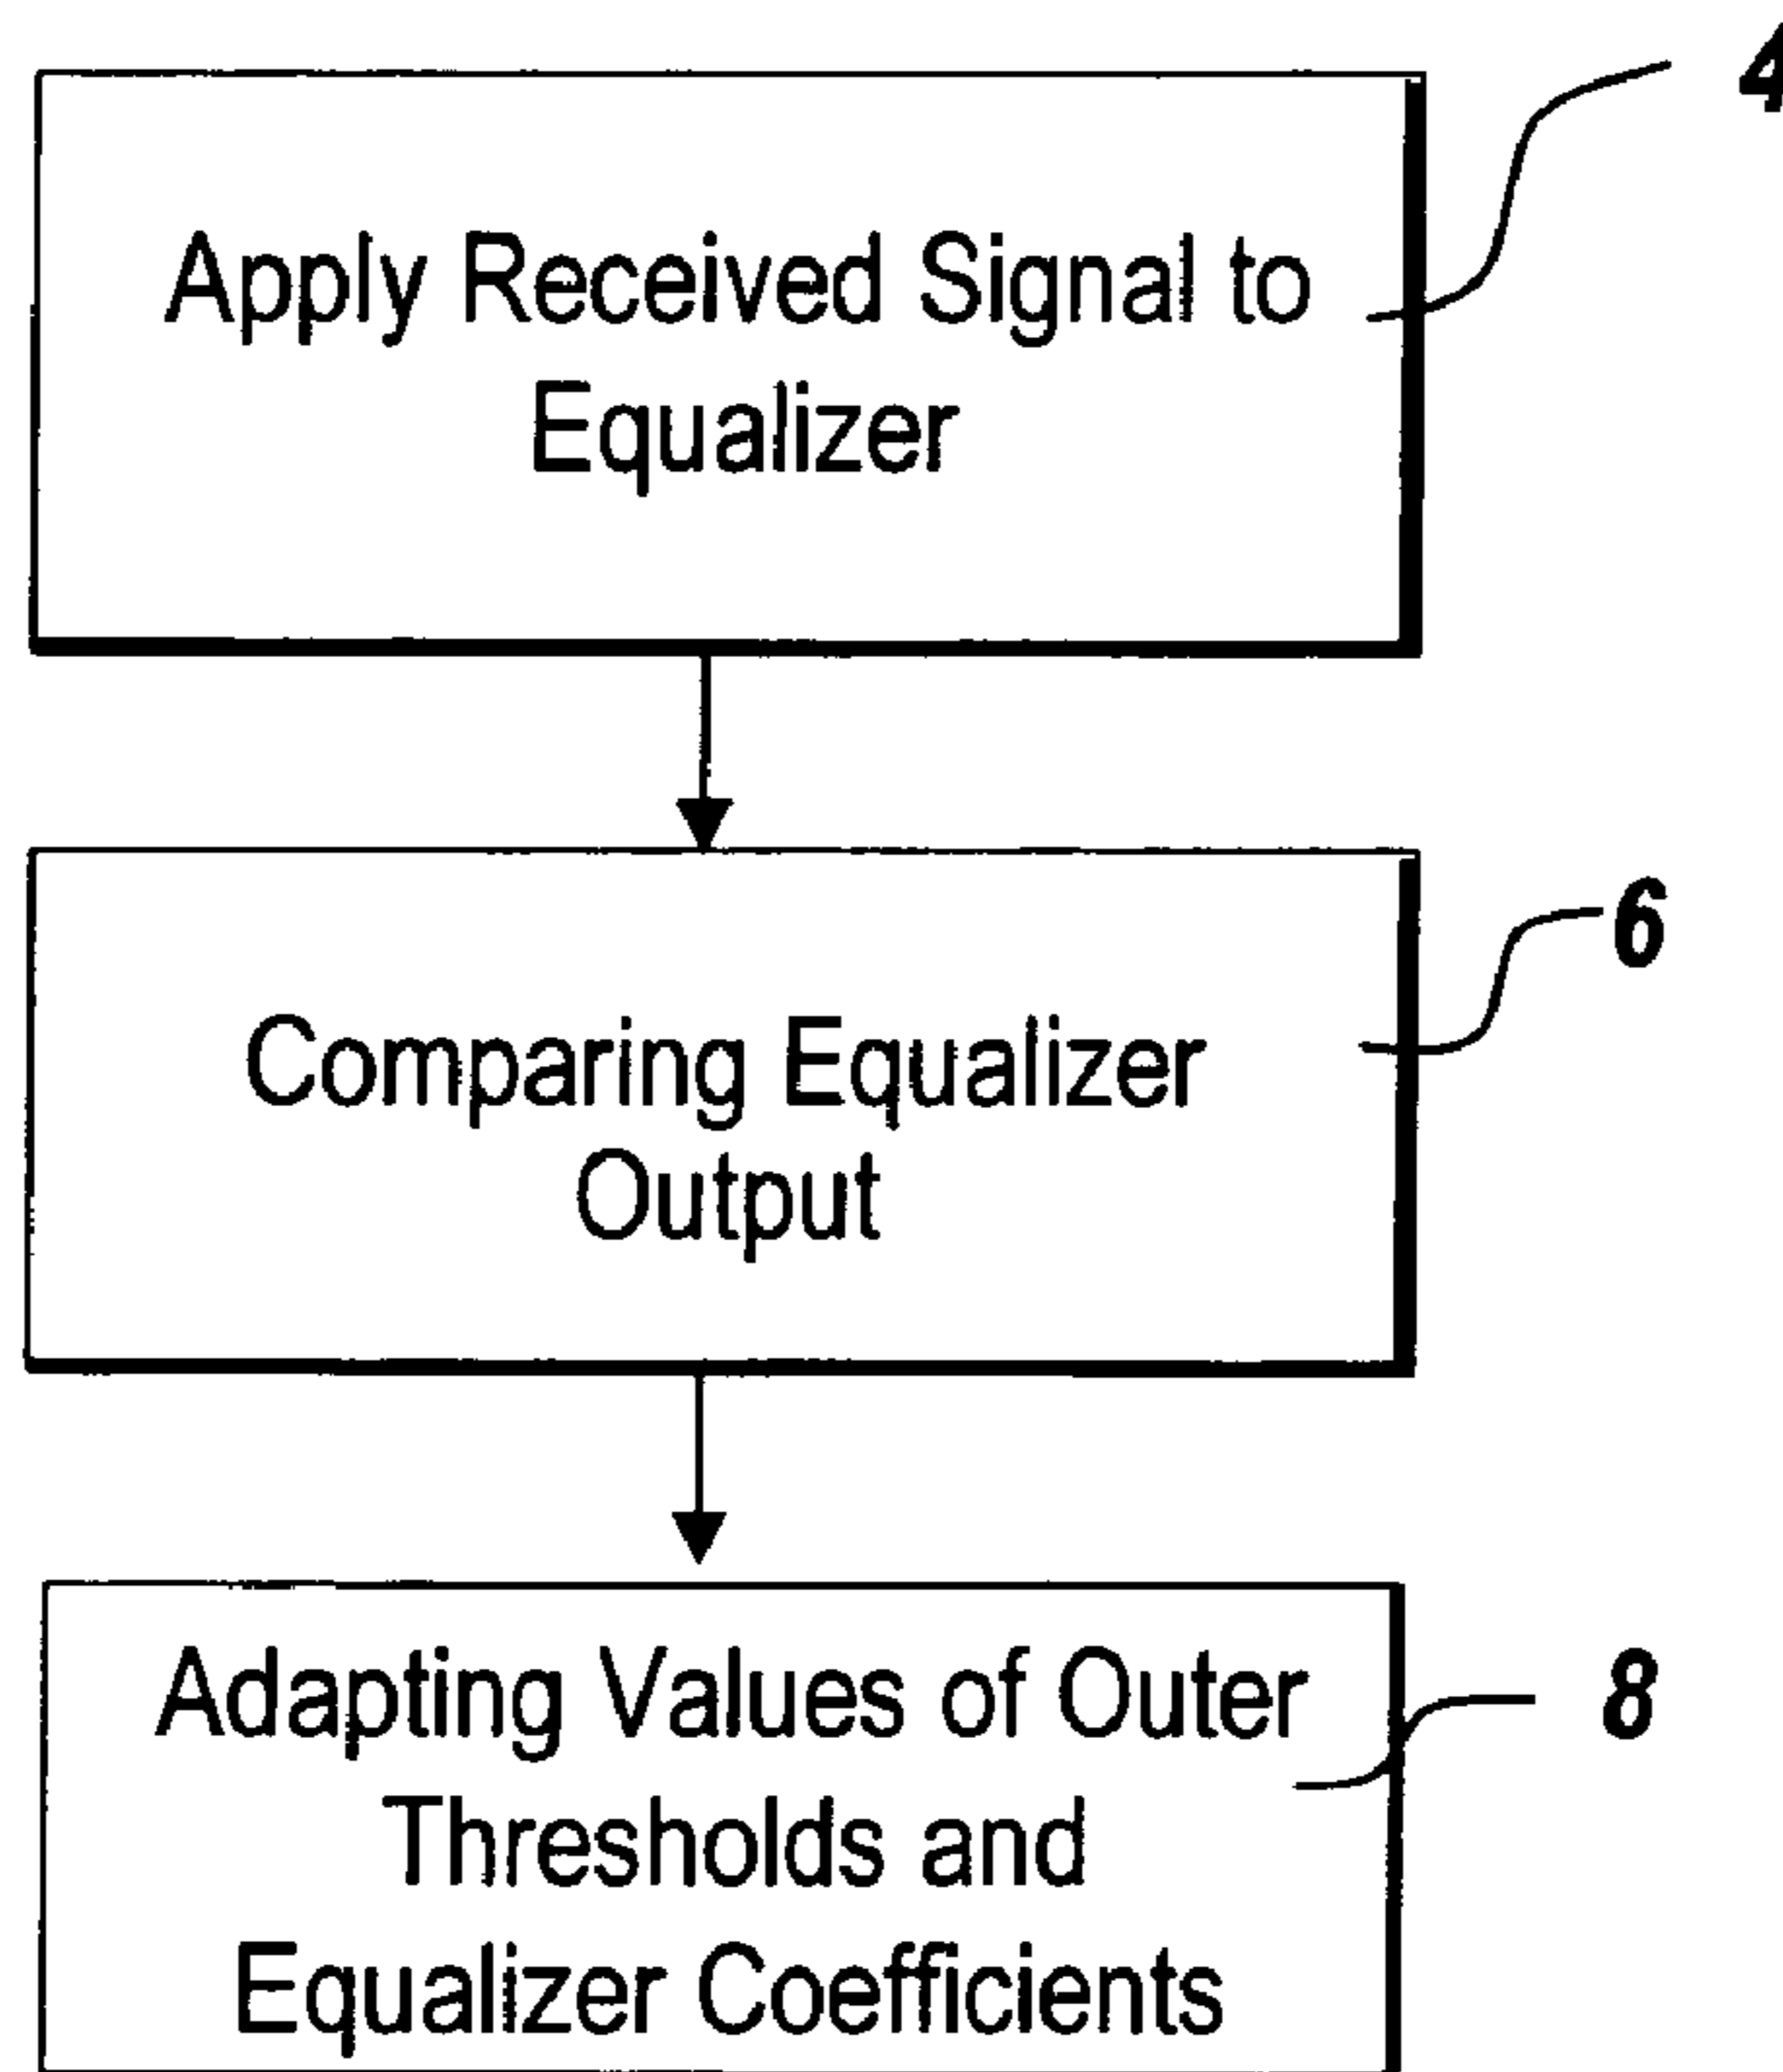 4
Apply Received Signal to
Equalizer
6
Comparing Equalizer
Output
Adapting Values of Outer
8
Thresholds and
Equalizer Coefficients